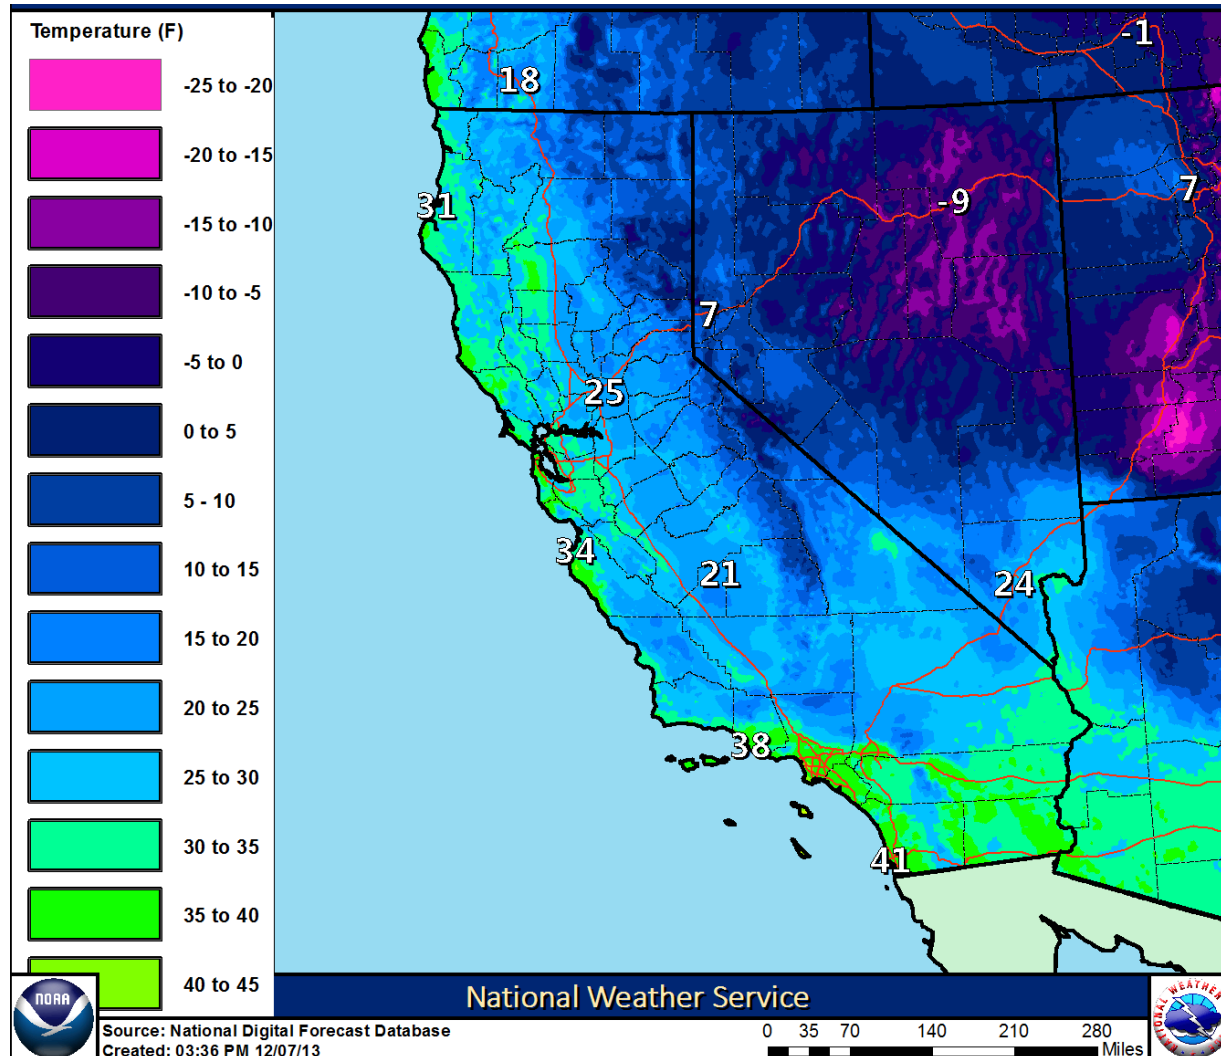 Temperature (F)
-25 to -20
-20 to -15
-15 to -10
-10 to -5
-5 to 0
0 to 5
5 - 10
10 to 15
15 to 20
20 to 25
25 to 30
30 to 35
35 to 40
40 to 45
-1
18
7
31
-9
7
25
34
21
24
38
41
National Weather Service
NOAA
Source: National Digital Forecast Database
Created: 03:36 PM 12/07/13
0 35 70 140 210 280
Miles
NATIONAL WEATHER